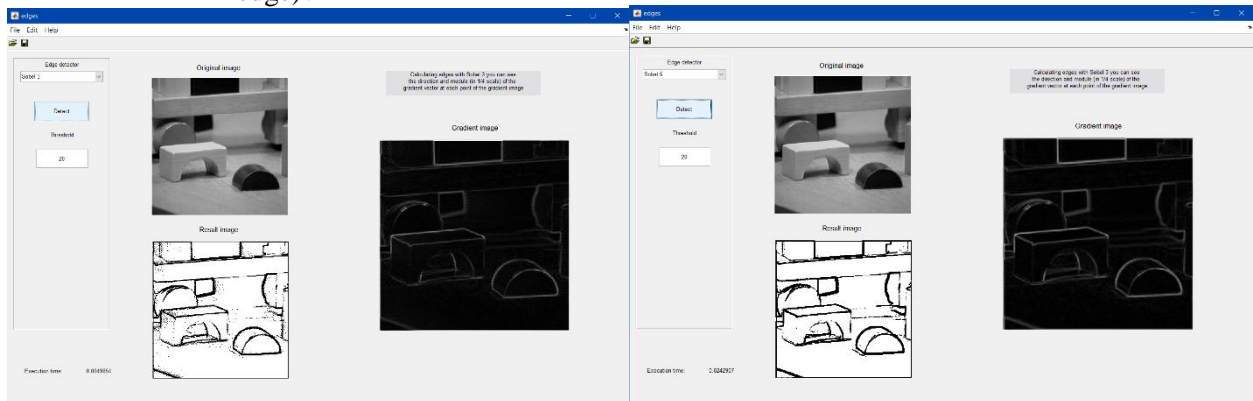 edges
File Edit Help
Edge detector
Sobel 3
Detect
Threshold
20
Original image
Result image
Calculating edges with Sobel 3 you can see
the direction and module (in 1/4 scale) of the
gradient vector at each point of the gradient image
Gradient image
Execution time:
edges
File Edit Help
Edge detector
Detect
Threshold
20
Original image
Result image
Calculating edges with Sobel 3 you can see
the direction and module (in 1/4 scale) of the
gradient vector at each point of the gradient image
Gradient image
Execution time: